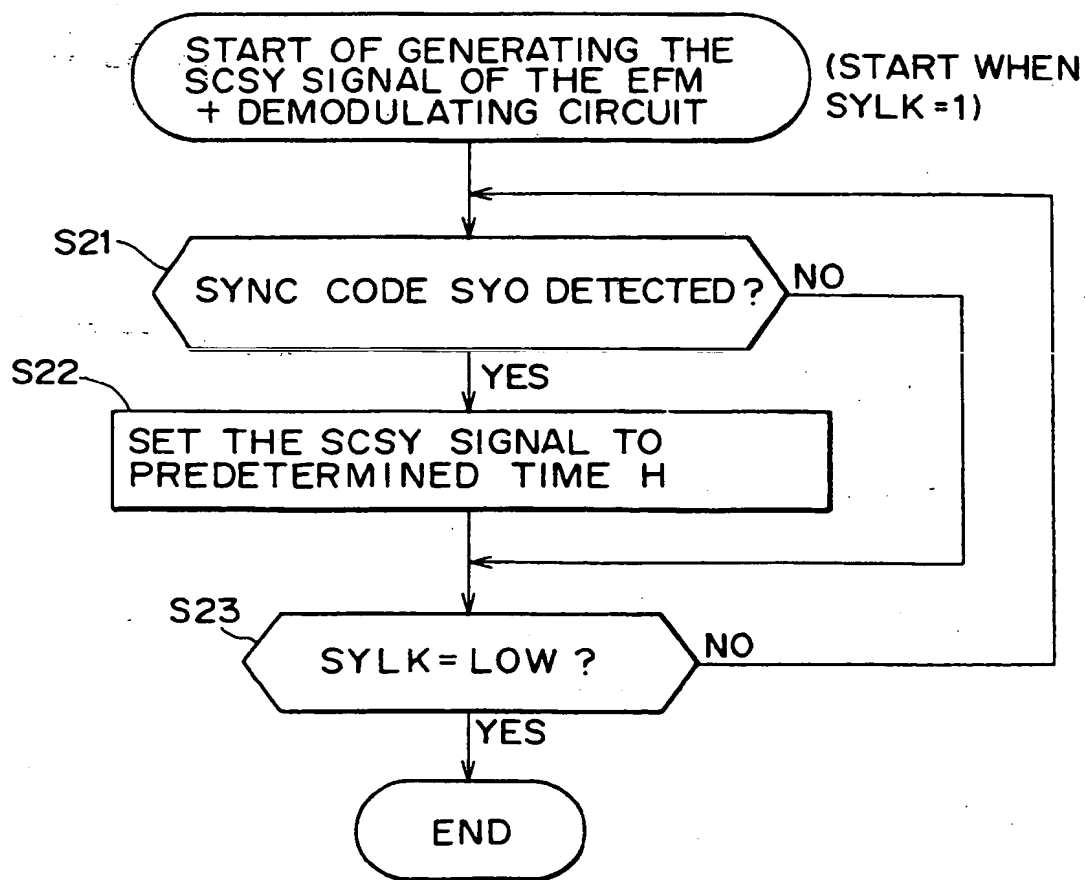 START OF GENERATING THE
SCSY SIGNAL OF THE EFM
+ DEMODULATING CIRCUIT
(START WHEN
SYLK=1)
S21
SYNC CODE SYO DETECTED?
NO
YES
S22
SET THE SCSY SIGNAL TO
PREDETERMINED TIME H
S23
SYLK=LOW?
NO
YES
END